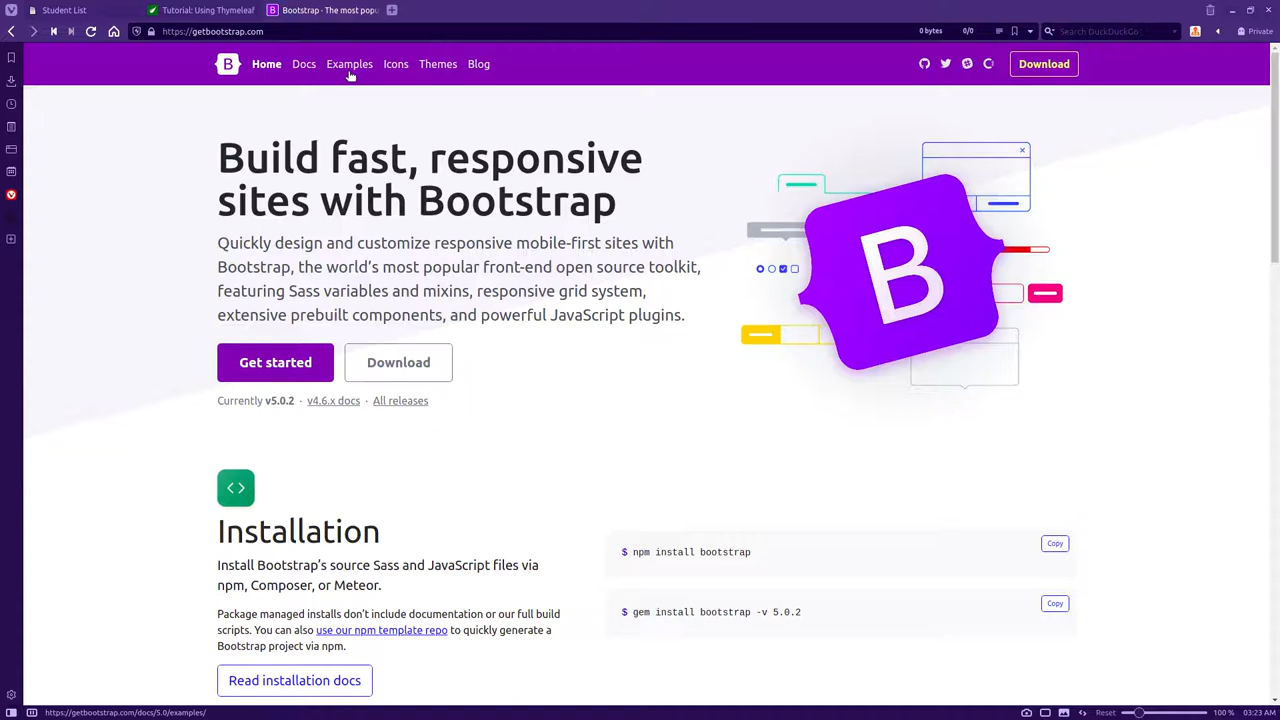 Student List
Tutorial: Using Thymeleaf
Bootstrap - The most popu
https://getbootstrap.com
0 bytes
0/0
Search DuckDuckGo
Private
B
Home
Docs
Examples
Icons
Themes
Blog
Download
Build fast, responsive
sites with Bootstrap
Quickly design and customize responsive mobile-first sites with
Bootstrap, the world's most popular front-end open source toolkit,
featuring Sass variables and mixins, responsive grid system,
extensive prebuilt components, and powerful JavaScript plugins.
B
Get started
Download
Currently v5.0.2 · v4.6.x docs · All releases
Installation
Install Bootstrap's source Sass and JavaScript files via
npm, Composer, or Meteor.
Package managed installs don't include documentation or our full build
scripts. You can also use our npm template repo to quickly generate a
Bootstrap project via npm.
Read installation docs
$ npm install bootstrap
Copy
$ gem install bootstrap -v 5.0.2
Copy
https://getbootstrap.com/docs/5.0/examples/
Reset
100 %
03:23 AM